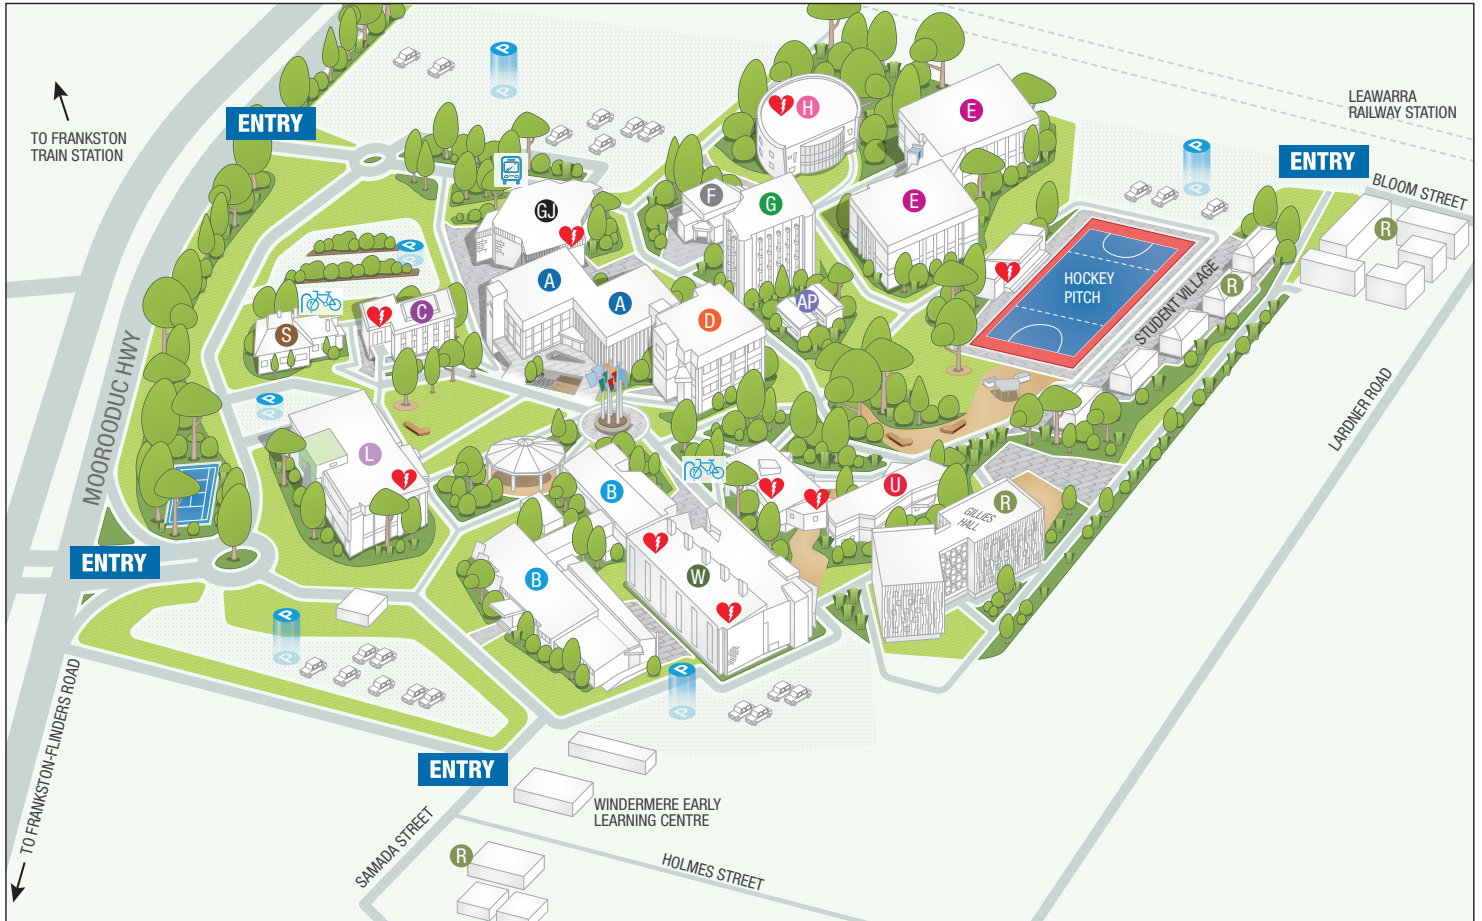 P
P
TO FRANKSTON
TRAIN STATION
ENTRY
H
E
LEAWARRA
RAILWAY STATION
P
P
ENTRY
BLOOM STREET
GJ
F
G
E
R
P
P
A
A
HOCKEY
PITCH
STUDENT VILLAGE
R
S
C
AP
D
MOOROODUC HWY
P
P
LARDNER ROAD
L
B
U
R
GILLIES
HALL
ENTRY
B
W
P
P
P
P
TO FRANKSTON-FLINDERS ROAD
ENTRY
WINDERMERE EARLY
LEARNING CENTRE
SAMADA STREET
R
HOLMES STREET